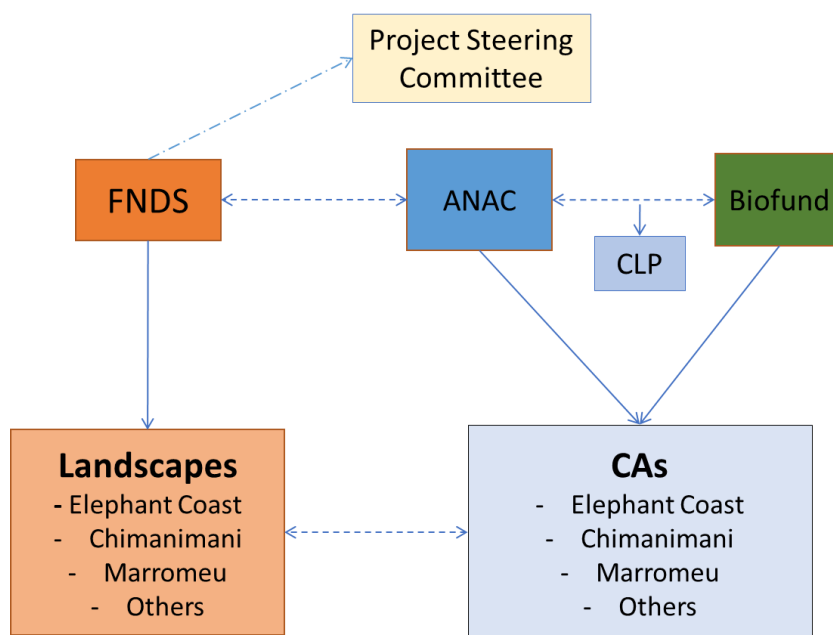 Project Steering
Committee
FNDS
ANAC
Biofund
CLP
Landscapes
- Elephant Coast
- Chimanimani
- Marromeu
- Others
CAs
- Elephant Coast
- Chimanimani
- Marromeu
- Others